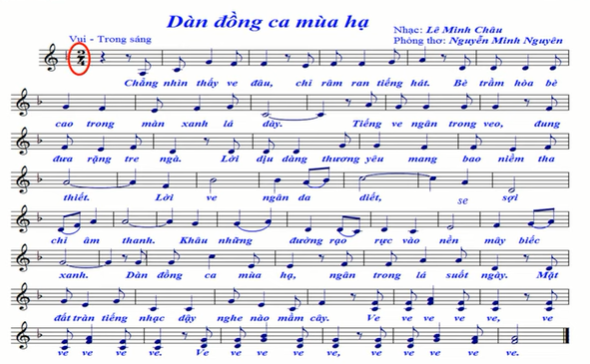 Dàn đồng ca mùa hạ
Nhạc: Lê Minh Châu
Vui - Trong sáng
Phỏng thơ: Nguyễn Minh Nguyên
2
4
Chẳng nhìn thấy ve đâu, chỉ râm ran tiếng hát. Bè trầm hòa bè
cao trong màn xanh lá dày. Tiếng ve ngân trong veo, đung
đưa rặng tre ngà. Lời dịu dàng thương yêu mang bao niềm tha
thiết. Lời ve ngân da diết, se sợi
chỉ âm thanh. Khâu những đường rạo rực vào nền mây biếc
xanh. Dàn đồng ca mùa hạ, ngân trong lá suốt ngày. Mặt
đất tràn tiếng nhạc dậy nghe nào mầm cây. Ve ve ve ve ve, ve
ve ve ve ve. Ve ve ve ve ve, ve ve ve ve ve.